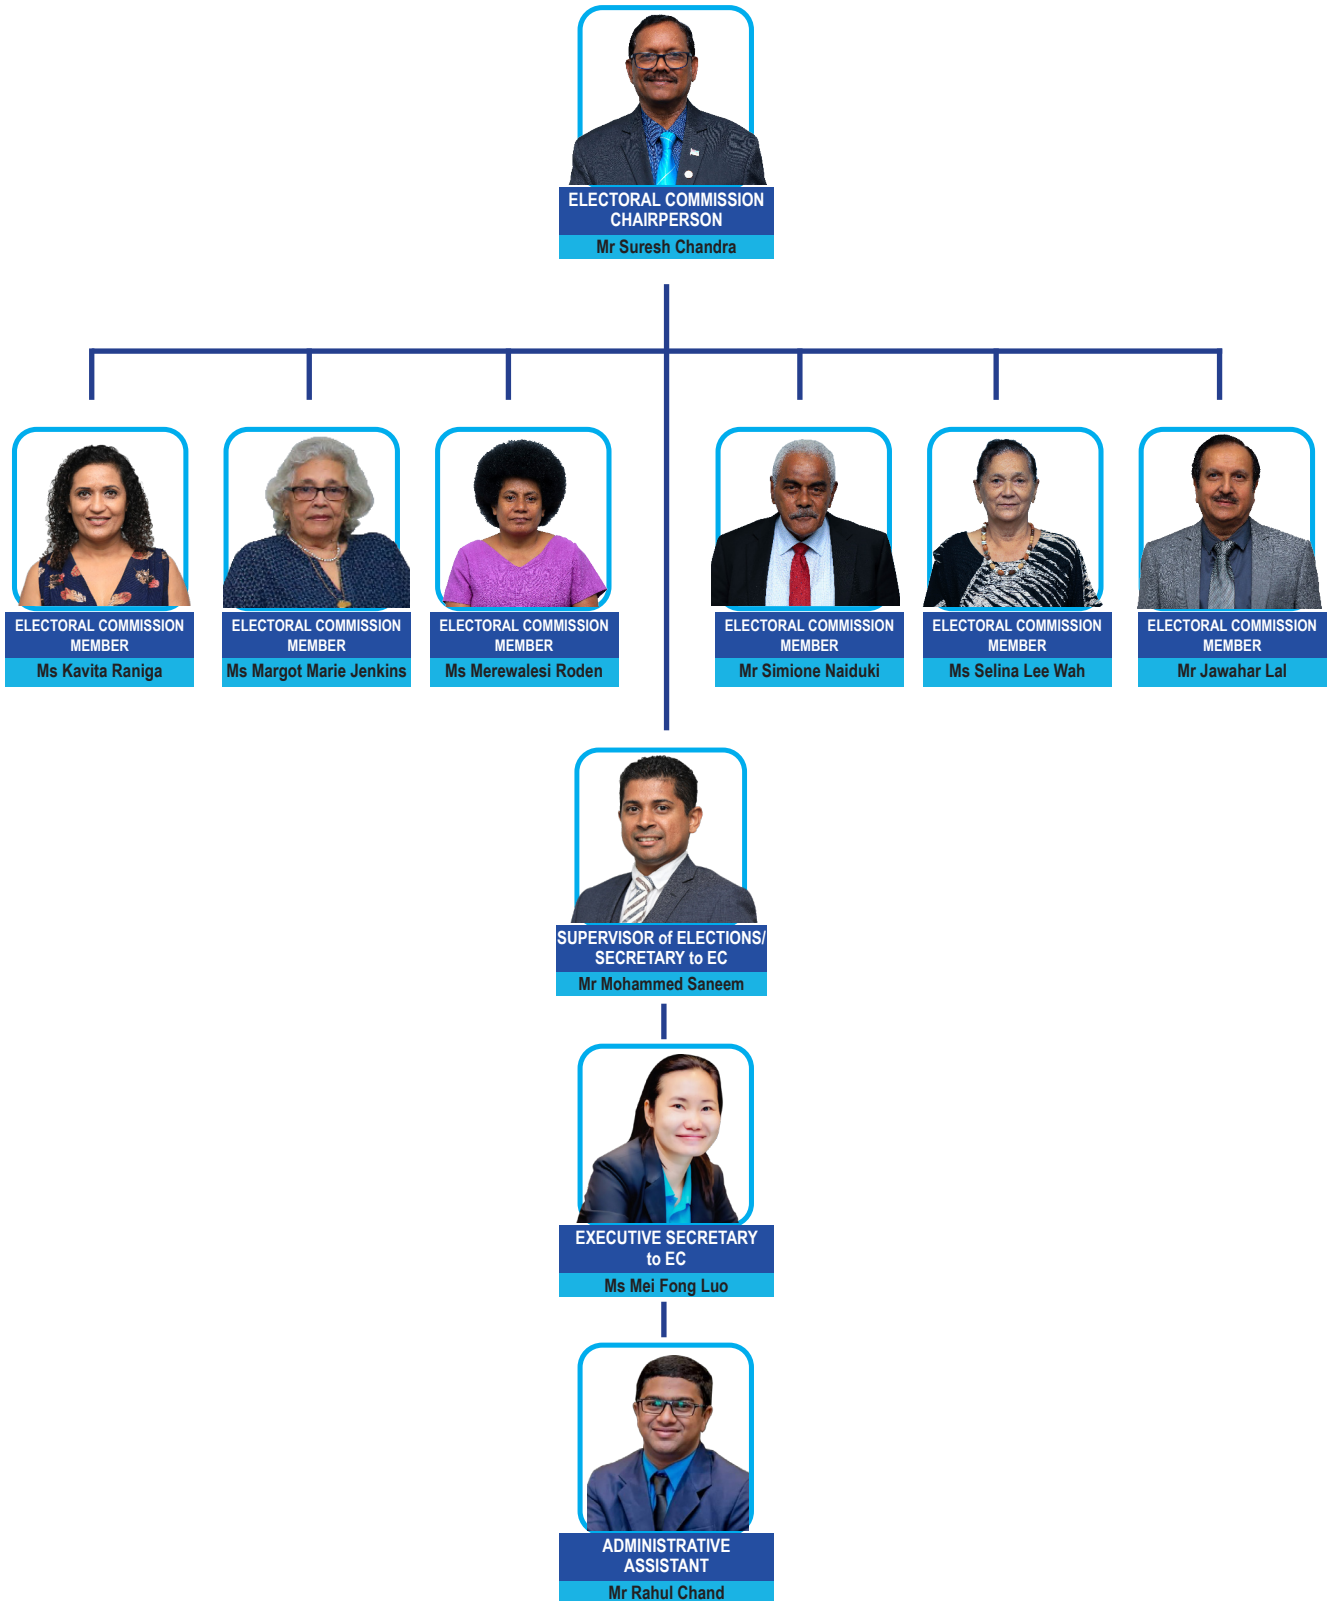 ELECTORAL COMMISSION
CHAIRPERSON
Mr Suresh Chandra
ELECTORAL COMMISSION
MEMBER
Ms Kavita Raniga
ELECTORAL COMMISSION
MEMBER
Ms Margot Marie Jenkins
ELECTORAL COMMISSION
MEMBER
Ms Merewalesi Roden
ELECTORAL COMMISSION
MEMBER
Mr Simione Naiduki
ELECTORAL COMMISSION
MEMBER
Ms Selina Lee Wah
ELECTORAL COMMISSION
MEMBER
Mr Jawahar Lal
SUPERVISOR of ELECTIONS/
SECRETARY to EC
Mr Mohammed Saneem
EXECUTIVE SECRETARY
to EC
Ms Mei Fong Luo
ADMINISTRATIVE
ASSISTANT
Mr Rahul Chand